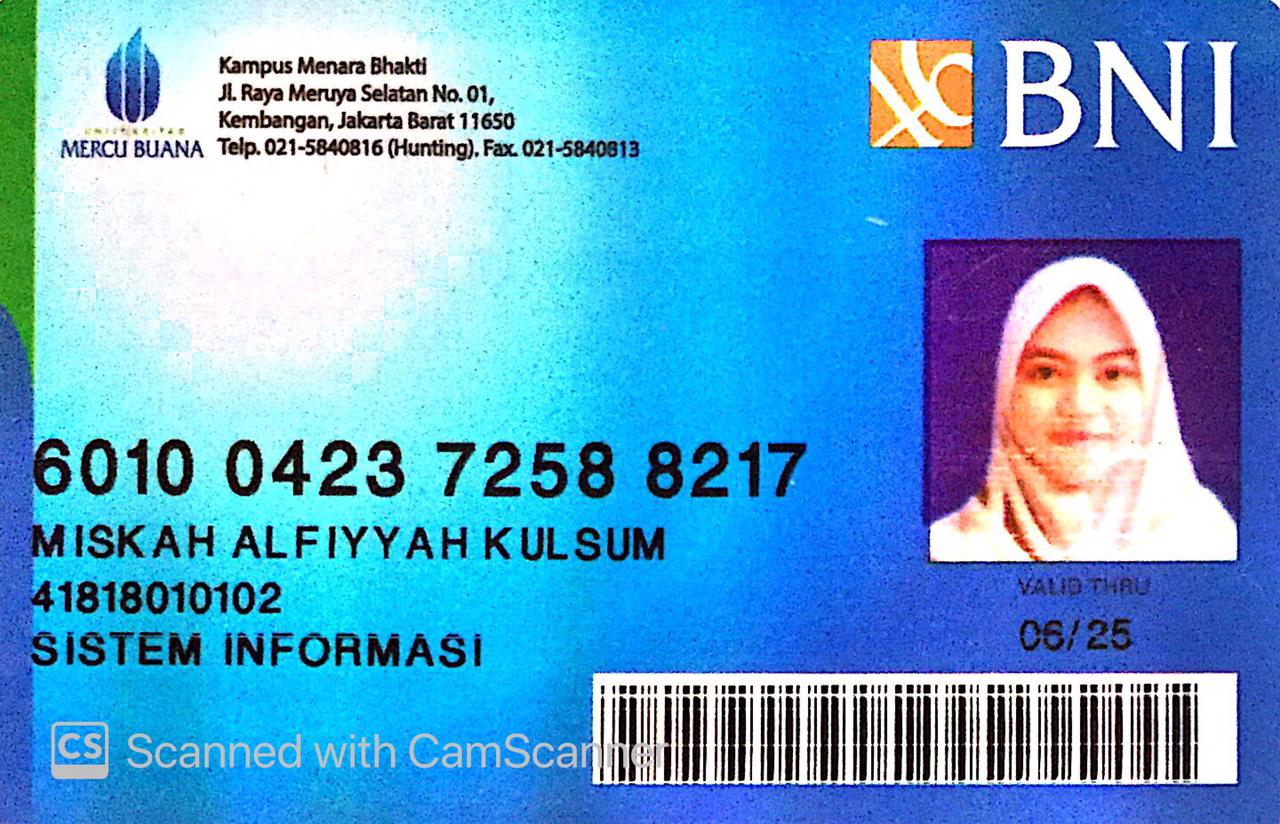 Kampus Menara Bhakti
Jl. Raya Meruya Selatan No. 01,
Kembangan, Jakarta Barat 11650
Telp. 021-5840816 (Hunting), Fax. 021-5840813
UNIVERSITAS
MERCU BUANA
BNI
6010 0423 7258 8217
MISKAH ALFIYYAH KULSUM
41818010102
SISTEM INFORMASI
VALID THRU
06/25
CS Scanned with CamScanner